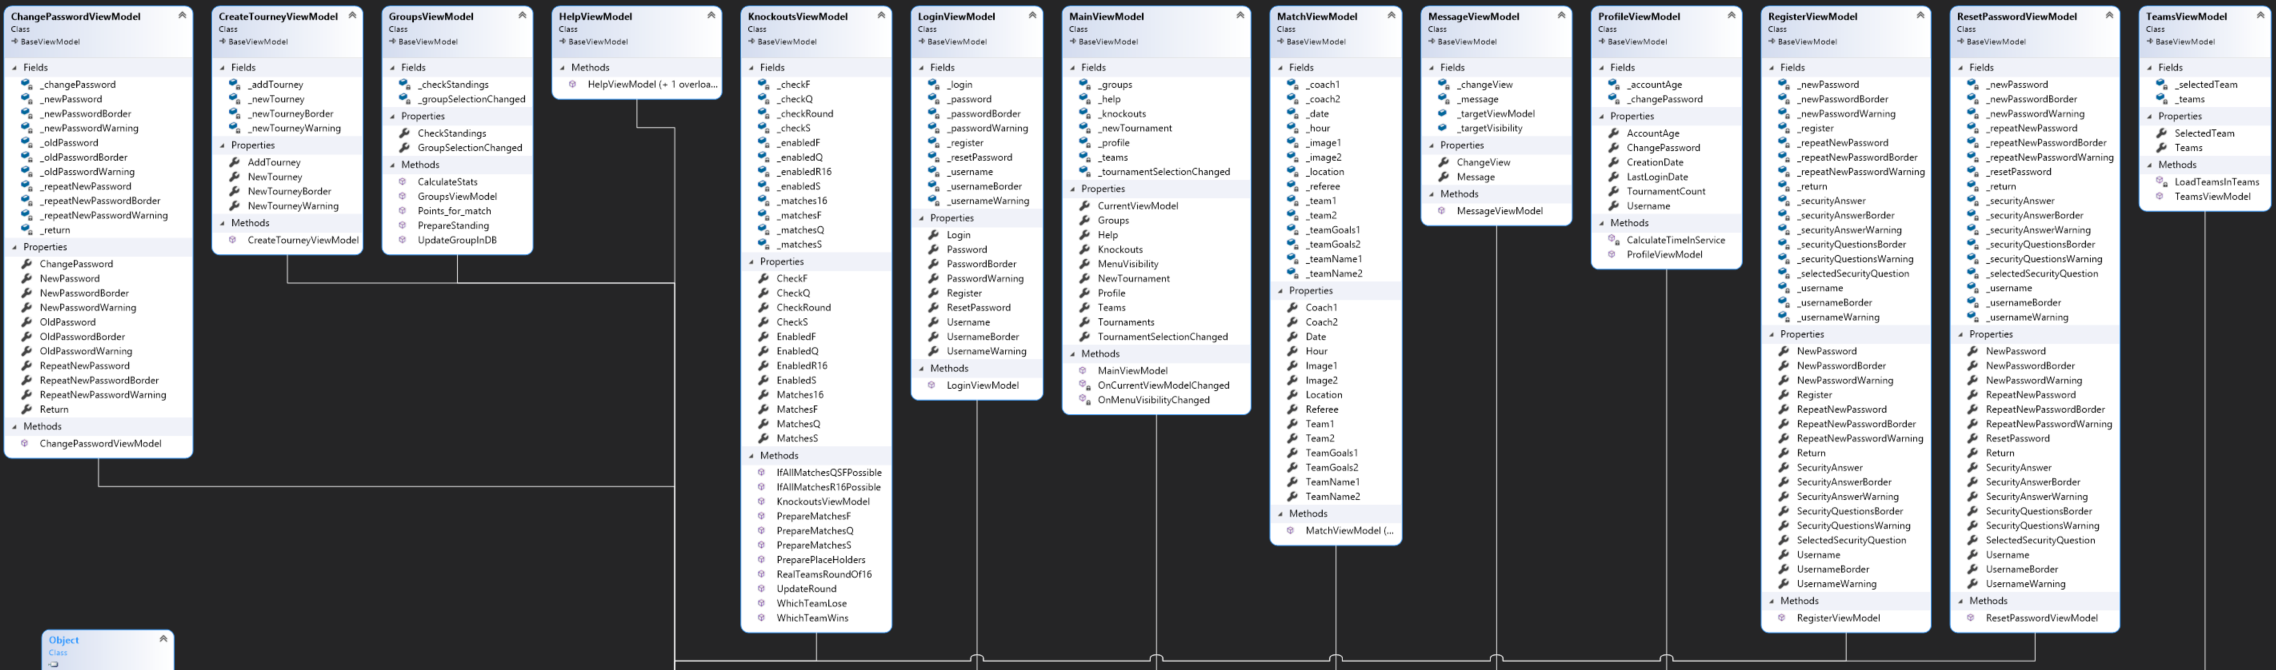 ChangePasswordViewModel
Class
BaseViewModel
Fields
_changePassword
_newPassword
_newPasswordBorder
_newPasswordWarning
_oldPassword
_oldPasswordBorder
_oldPasswordWarning
_repeatNewPassword
_repeatNewPasswordBorder
_repeatNewPasswordWarning
_return
Properties
ChangePassword
NewPassword
NewPasswordBorder
NewPasswordWarning
OldPassword
OldPasswordBorder
OldPasswordWarning
RepeatNewPassword
RepeatNewPasswordBorder
RepeatNewPasswordWarning
Return
Methods
ChangePasswordViewModel
CreateTourneyViewModel
Class
BaseViewModel
Fields
_addTourney
_newTourney
_newTourneyBorder
_newTourneyWarning
Properties
AddTourney
NewTourney
NewTourneyBorder
NewTourneyWarning
Methods
CreateTourneyViewModel
GroupsViewModel
Class
BaseViewModel
Fields
_checkStandings
_groupSelectionChanged
Properties
CheckStandings
GroupSelectionChanged
Methods
CalculateStats
GroupsViewModel
Points_for_match
PrepareStanding
UpdateGroupInDB
HelpViewModel
Class
BaseViewModel
Methods
HelpViewModel (+ 1 overloa...
KnockoutsViewModel
Class
BaseViewModel
Fields
_checkF
_checkQ
_checkRound
_checkS
_enabledF
_enabledQ
_enabledR16
_enabledS
_matches16
_matchesF
_matchesQ
_matchesS
Properties
CheckF
CheckQ
CheckRound
CheckS
EnabledF
EnabledQ
EnabledR16
EnabledS
Matches16
MatchesF
MatchesQ
MatchesS
Methods
IfAllMatchesQSFPossible
IfAllMatchesR16Possible
KnockoutsViewModel
PrepareMatchesF
PrepareMatchesQ
PrepareMatchesS
PreparePlaceHolders
RealTeamsRoundOf16
UpdateRound
WhichTeamLose
WhichTeamWins
LoginViewModel
Class
BaseViewModel
Fields
_login
_password
_passwordBorder
_passwordWarning
_register
_resetPassword
_username
_usernameBorder
_usernameWarning
Properties
Login
Password
PasswordBorder
PasswordWarning
Register
ResetPassword
Username
UsernameBorder
UsernameWarning
Methods
LoginViewModel
MainViewModel
Class
BaseViewModel
Fields
_groups
_help
_knockouts
_newTournament
_profile
_teams
_tournamentSelectionChanged
Properties
CurrentViewModel
Groups
Help
Knockouts
MenuVisibility
NewTournament
Profile
Teams
Tournaments
TournamentSelectionChanged
Methods
MainViewModel
OnCurrentViewModelChanged
OnMenuVisibilityChanged
MatchViewModel
Class
BaseViewModel
Fields
_coach1
_coach2
_date
_hour
_image1
_image2
_location
_referee
_team1
_team2
_teamGoals1
_teamGoals2
_teamName1
_teamName2
Properties
Coach1
Coach2
Date
Hour
Image1
Image2
Location
Referee
Team1
Team2
TeamGoals1
TeamGoals2
TeamName1
TeamName2
Methods
MatchViewModel (...
MessageViewModel
Class
BaseViewModel
Fields
_changeView
_message
_targetViewModel
_targetVisibility
Properties
ChangeView
Message
Methods
MessageViewModel
ProfileViewModel
Class
BaseViewModel
Fields
_accountAge
_changePassword
Properties
AccountAge
ChangePassword
CreationDate
LastLoginDate
TournamentCount
Username
Methods
CalculateTimeInService
ProfileViewModel
RegisterViewModel
Class
BaseViewModel
Fields
_newPassword
_newPasswordBorder
_newPasswordWarning
_register
_repeatNewPassword
_repeatNewPasswordBorder
_repeatNewPasswordWarning
_return
_securityAnswer
_securityAnswerBorder
_securityAnswerWarning
_securityQuestionsBorder
_securityQuestionsWarning
_selectedSecurityQuestion
_username
_usernameBorder
_usernameWarning
Properties
NewPassword
NewPasswordBorder
NewPasswordWarning
Register
RepeatNewPassword
RepeatNewPasswordBorder
RepeatNewPasswordWarning
Return
SecurityAnswer
SecurityAnswerBorder
SecurityAnswerWarning
SecurityQuestionsBorder
SecurityQuestionsWarning
SelectedSecurityQuestion
Username
UsernameBorder
UsernameWarning
Methods
RegisterViewModel
ResetPasswordViewModel
Class
BaseViewModel
Fields
_newPassword
_newPasswordBorder
_newPasswordWarning
_repeatNewPassword
_repeatNewPasswordBorder
_repeatNewPasswordWarning
_resetPassword
_return
_securityAnswer
_securityAnswerBorder
_securityAnswerWarning
_securityQuestionsBorder
_securityQuestionsWarning
_selectedSecurityQuestion
_username
_usernameBorder
_usernameWarning
Properties
NewPassword
NewPasswordBorder
NewPasswordWarning
RepeatNewPassword
RepeatNewPasswordBorder
RepeatNewPasswordWarning
ResetPassword
Return
SecurityAnswer
SecurityAnswerBorder
SecurityAnswerWarning
SecurityQuestionsBorder
SecurityQuestionsWarning
SelectedSecurityQuestion
Username
UsernameBorder
UsernameWarning
Methods
ResetPasswordViewModel
TeamsViewModel
Class
BaseViewModel
Fields
_selectedTeam
_teams
Properties
SelectedTeam
Teams
Methods
LoadTeamsInTeams
TeamsViewModel
Object
Class